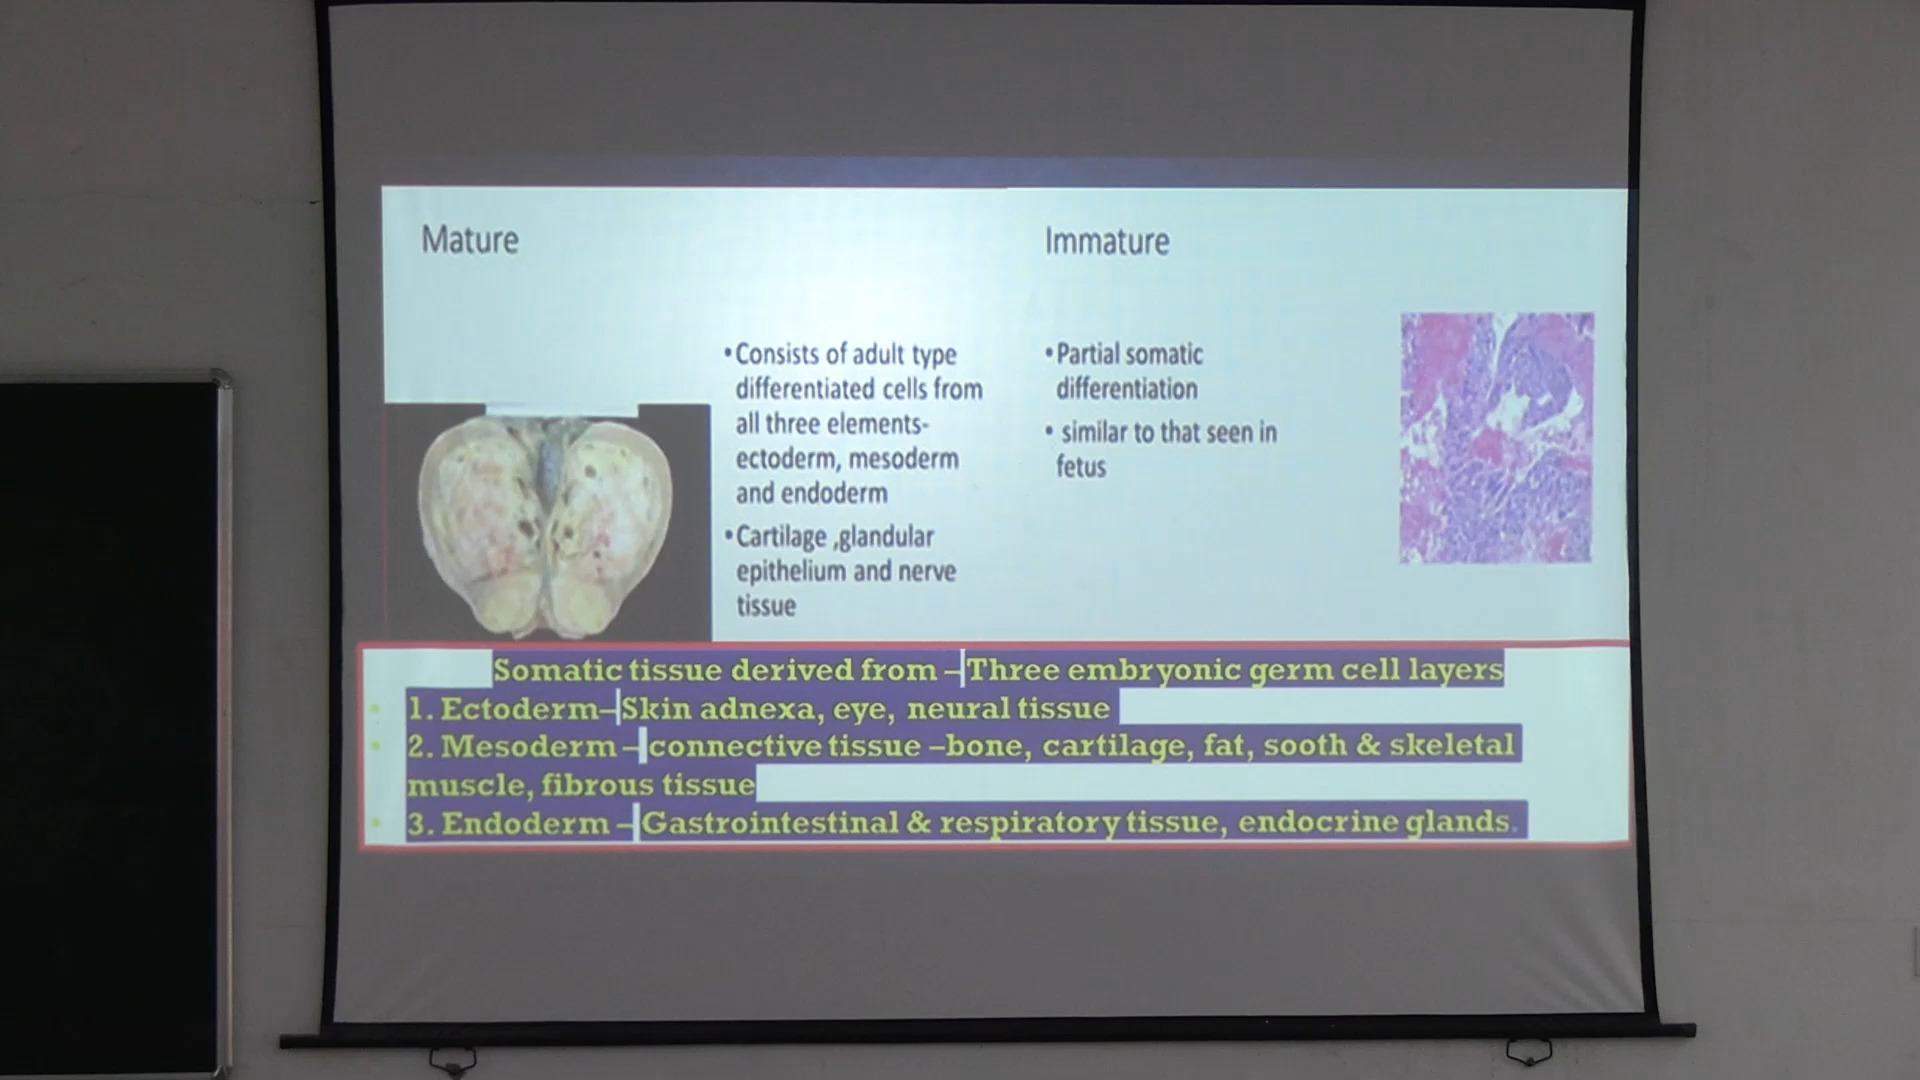 Mature
•Consists of adult type
differentiated cells from
all three elements-
ectoderm, mesoderm
and endoderm
•Cartilage ,glandular
epithelium and nerve
tissue
Immature
•Partial somatic
differentiation
• similar to that seen in
fetus
Somatic tissue derived from –Three embryonic germ cell layers
• 1. Ectoderm–Skin adnexa, eye, neural tissue
• 2. Mesoderm –connective tissue –bone, cartilage, fat, sooth & skeletal
muscle, fibrous tissue
• 3. Endoderm –Gastrointestinal & respiratory tissue, endocrine glands.